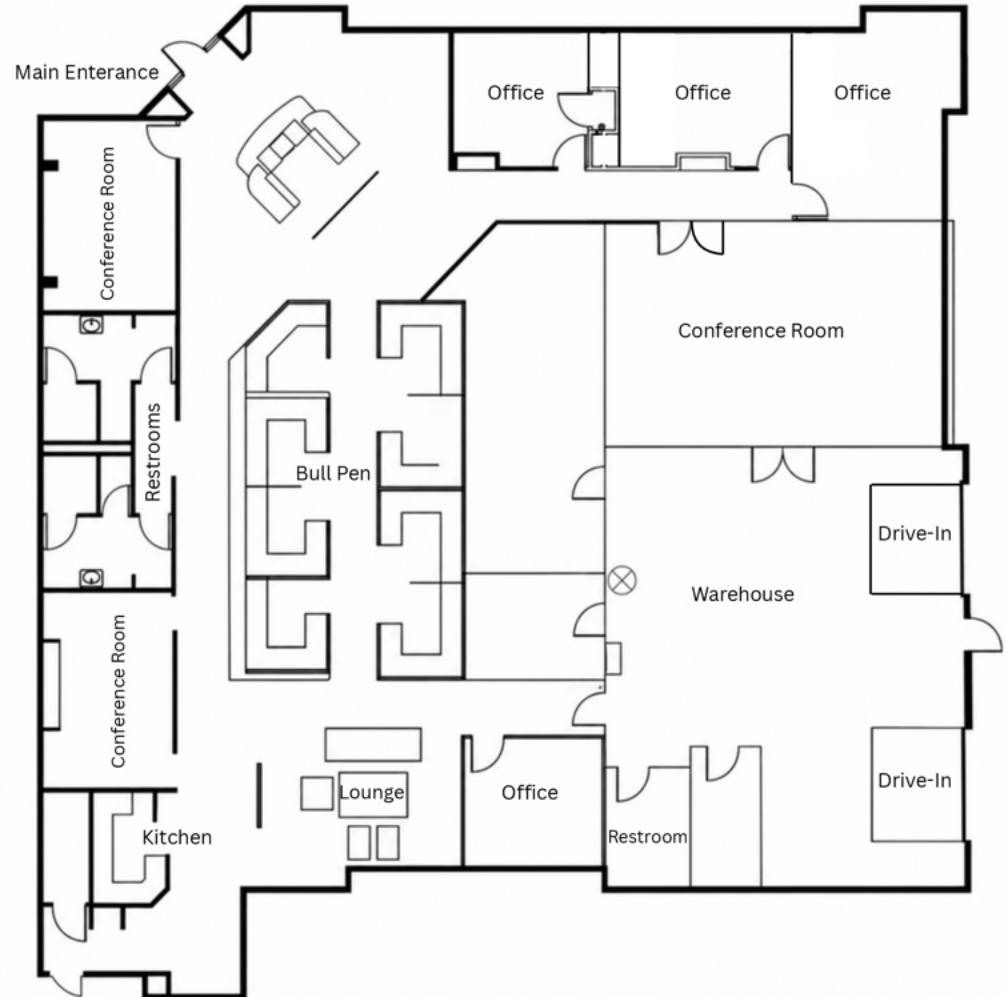 Main Enterance
Office
Office
Office
Conference Room
Conference Room
Restrooms
Bull Pen
Drive-In
Warehouse
Conference Room
Drive-In
Lounge
Office
Kitchen
Restroom